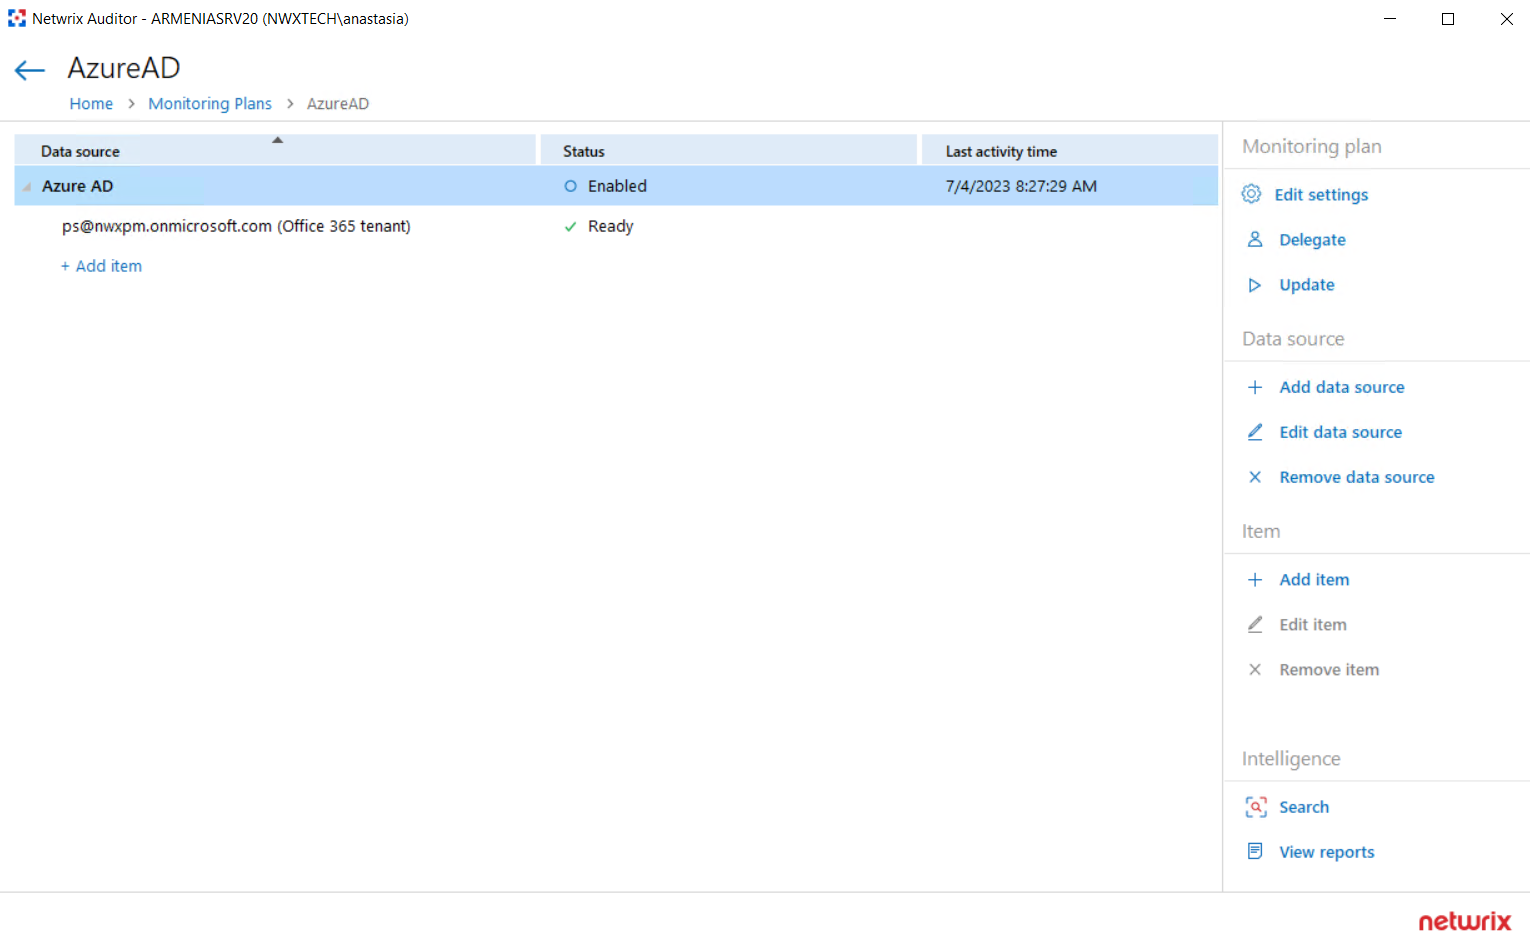 Netwrix Auditor - ARMENIASRV20 (NWXTECH\anastasia)
AzureAD
Home > Monitoring Plans > AzureAD
Data source Status Last activity time
Azure AD Enabled 7/4/2023 8:27:29 AM
ps@nwxpm.onmicrosoft.com (Office 365 tenant) Ready
+ Add item
Monitoring plan
Edit settings
Delegate
Update
Data source
Add data source
Edit data source
Remove data source
Item
Add item
Edit item
Remove item
Intelligence
Search
View reports
netwrix